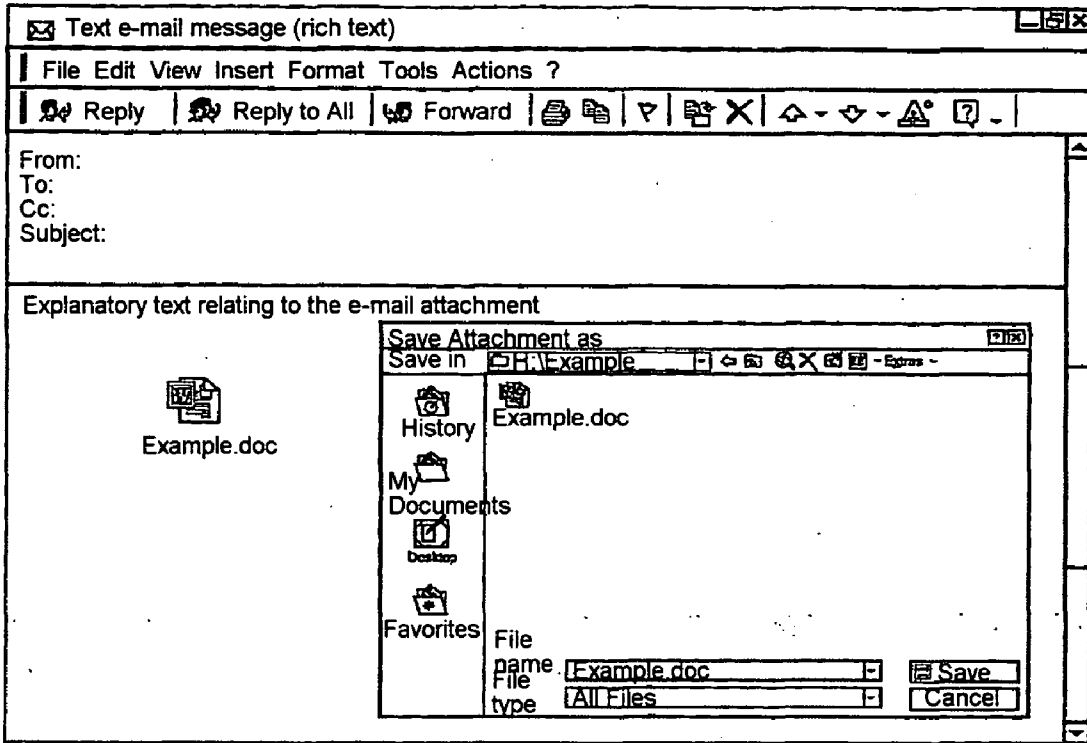 Text e-mail message (rich text)
File Edit View Insert Format Tools Actions ?
Reply Reply to All Forward
From:
To:
Cc:
Subject:
Explanatory text relating to the e-mail attachment
Example.doc
Save Attachment as
Save in H:\Example Extras
History
My
Documents
Desktop
Favorites
Example.doc
File
name Example.doc Save
File
type All Files Cancel